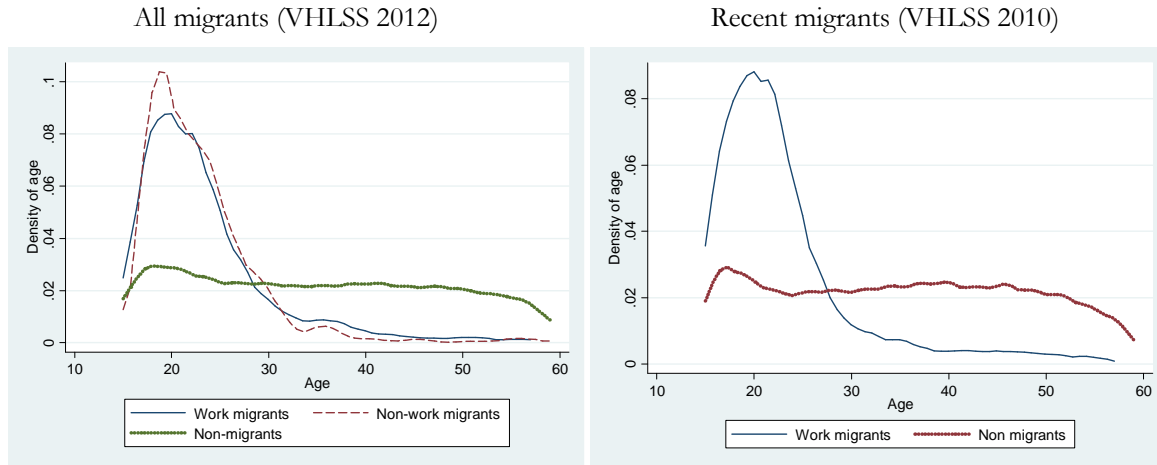 All migrants (VHLSS 2012)
Density of age
0
.02
.04
.06
.08
.1
10
20
30
40
50
60
Age
Work migrants
Non-work migrants
Non-migrants
Recent migrants (VHLSS 2010)
Density of age
0
.02
.04
.06
.08
10
20
30
40
50
60
Age
Work migrants
Non migrants